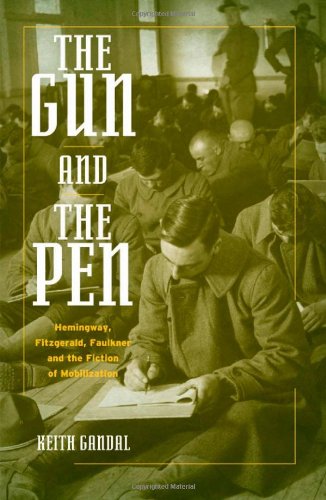 THE
GUN
AND
THE
PEN
Hemingway,
Fitzgerald, Faulkner
and the Fiction
of Mobilization
KEITH GANDAL